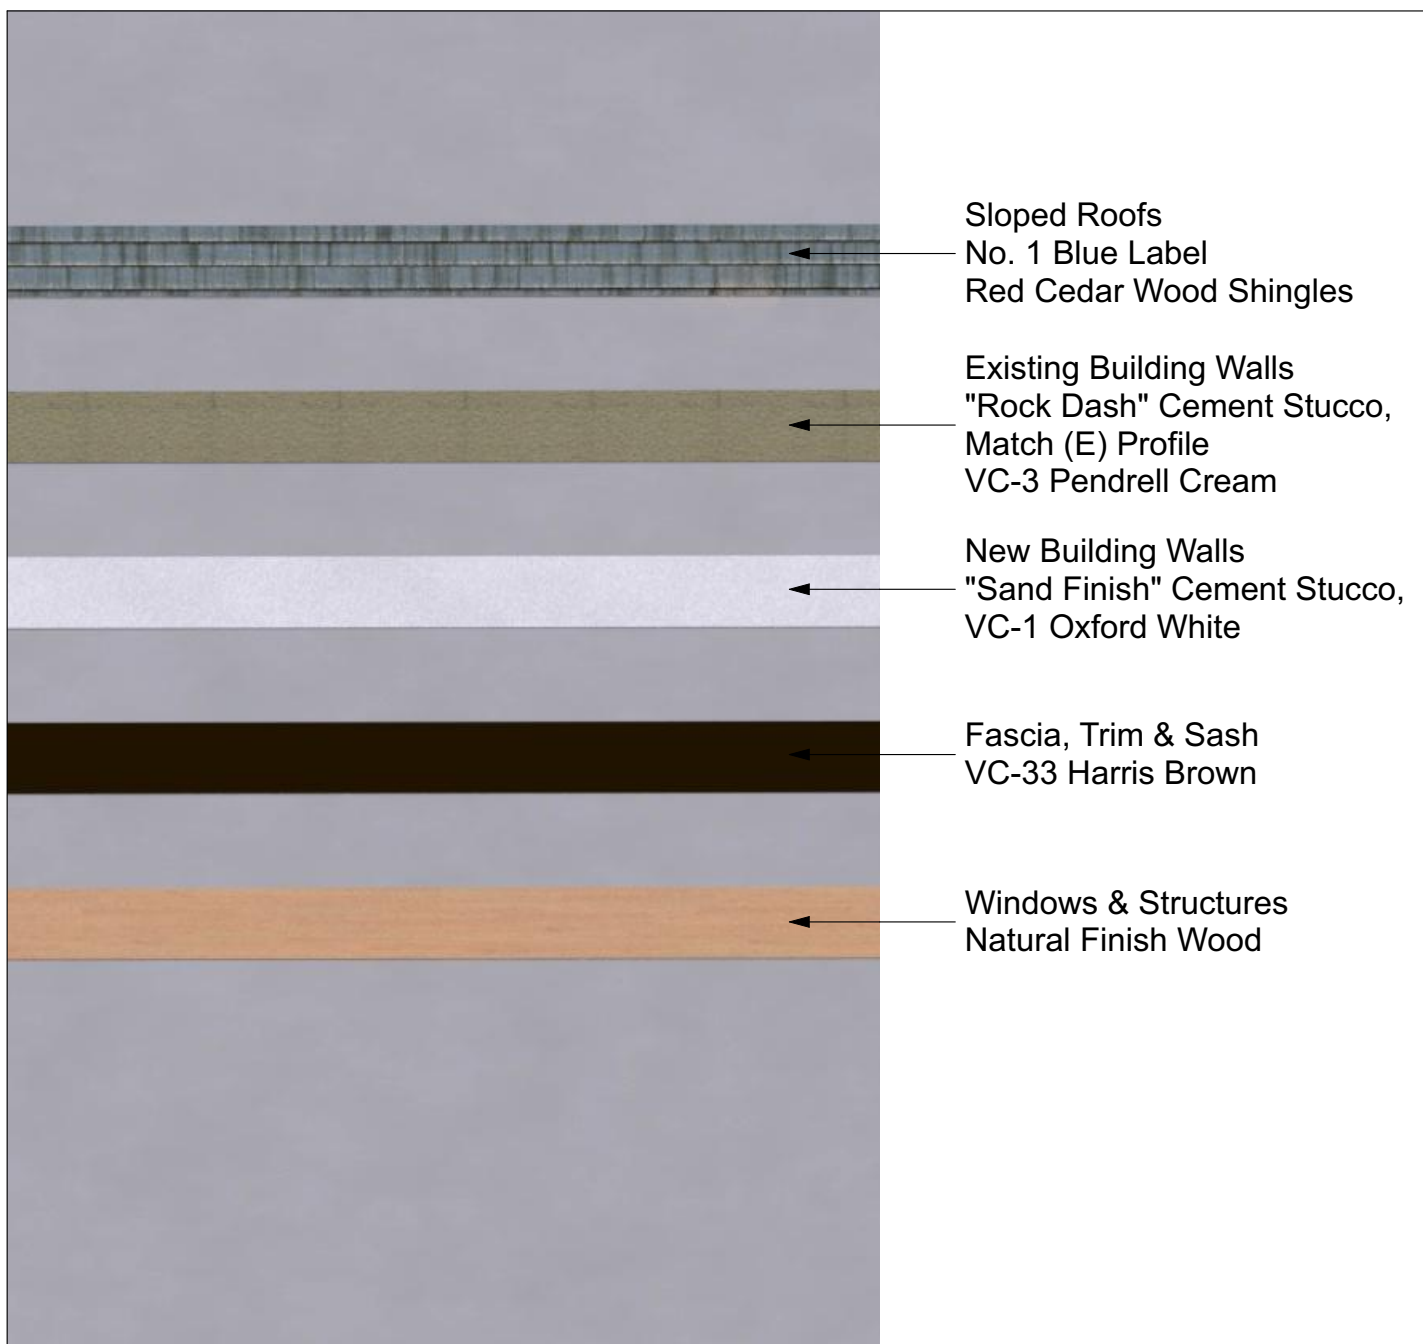 Sloped Roofs
No. 1 Blue Label
Red Cedar Wood Shingles
Existing Building Walls
"Rock Dash" Cement Stucco,
Match (E) Profile
VC-3 Pendrell Cream
New Building Walls
"Sand Finish" Cement Stucco,
VC-1 Oxford White
Fascia, Trim & Sash
VC-33 Harris Brown
Windows & Structures
Natural Finish Wood